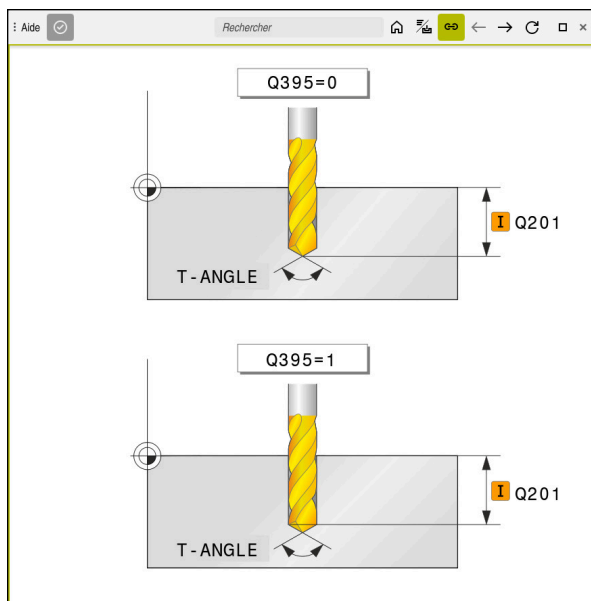 Aide
Rechercher
Q395=0
I Q201
T-ANGLE
Q395=1
I Q201
T-ANGLE